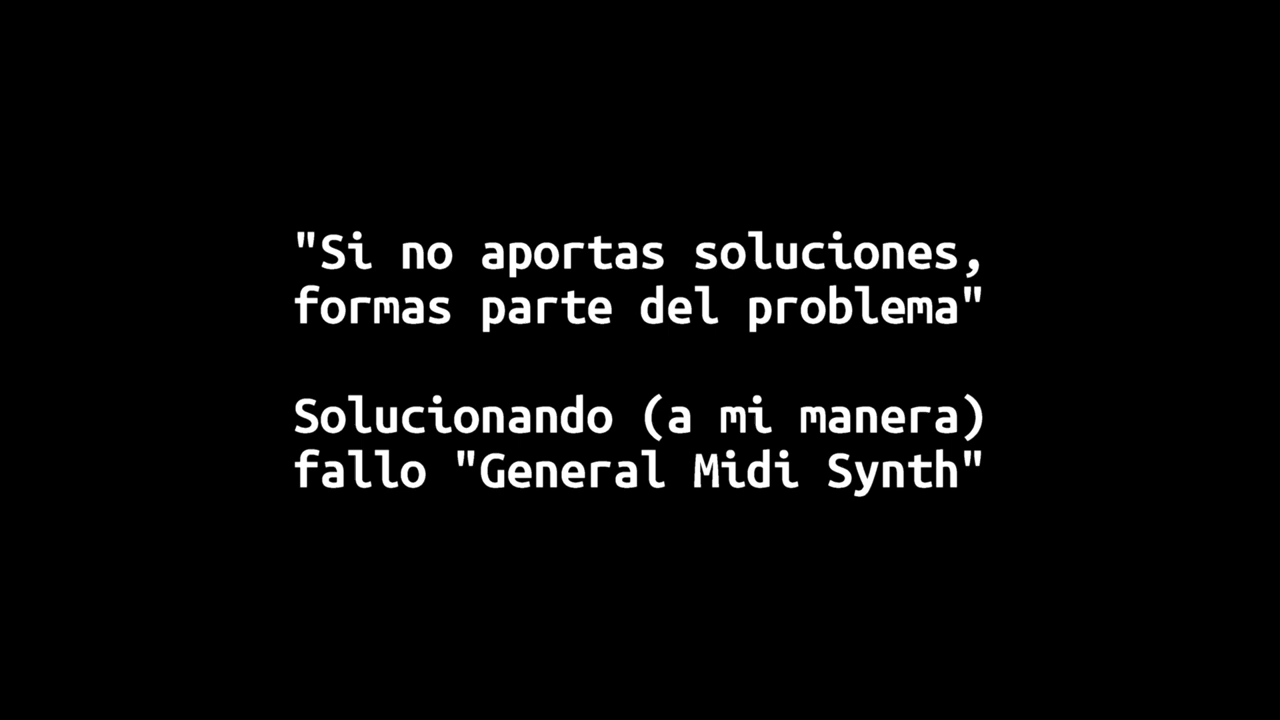 "Si no aportas soluciones,
formas parte del problema"
Solucionando (a mi manera)
fallo "General Midi Synth"